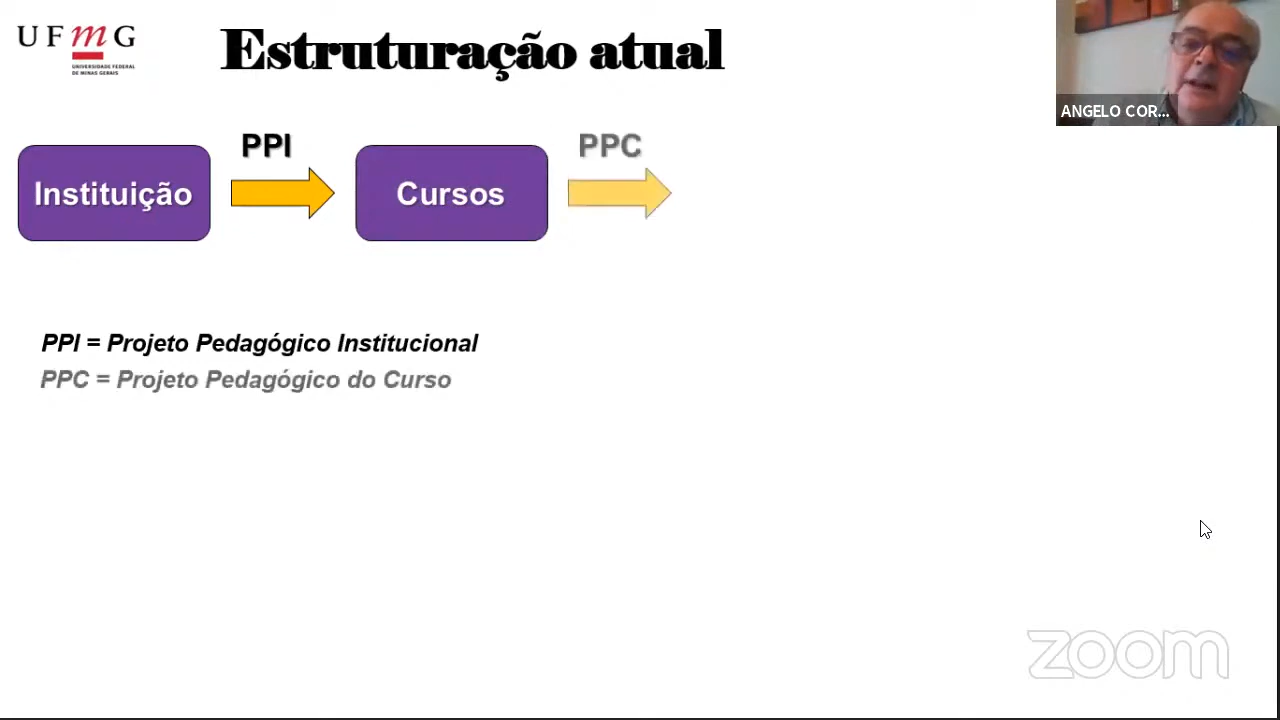 UFmG
UNIVERSIDADE FEDERAL
DE MINAS GERAIS
Estruturação atual
ANGELO COR...
PPI
PPC
Instituição
Cursos
PPI = Projeto Pedagógico Institucional
PPC = Projeto Pedagógico do Curso
zoom